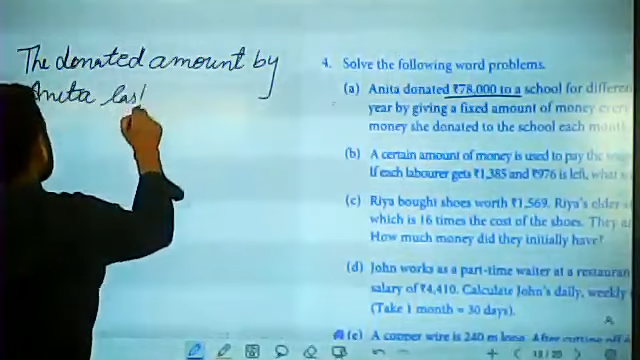 The donated amount by
Anita las
4. Solve the following word problems.
(a) Anita donated ₹78,000 to a school for differen
year by giving a fixed amount of money ever
money she donated to the school each mont
(b) A certain amount of money is used to pay the
If each labourer gets ₹1,385 and ₹976 is left, what
(c) Riya bought shoes worth ₹1,569. Riya's elder
which is 16 times the cost of the shoes. They
How much money did they initially have?
(d) John works as a part-time waiter at a restauran
salary of ₹4,410. Calculate John's daily, weekly
(Take 1 month = 30 days).
(e) A copper wire is 240 m long. After cutting off